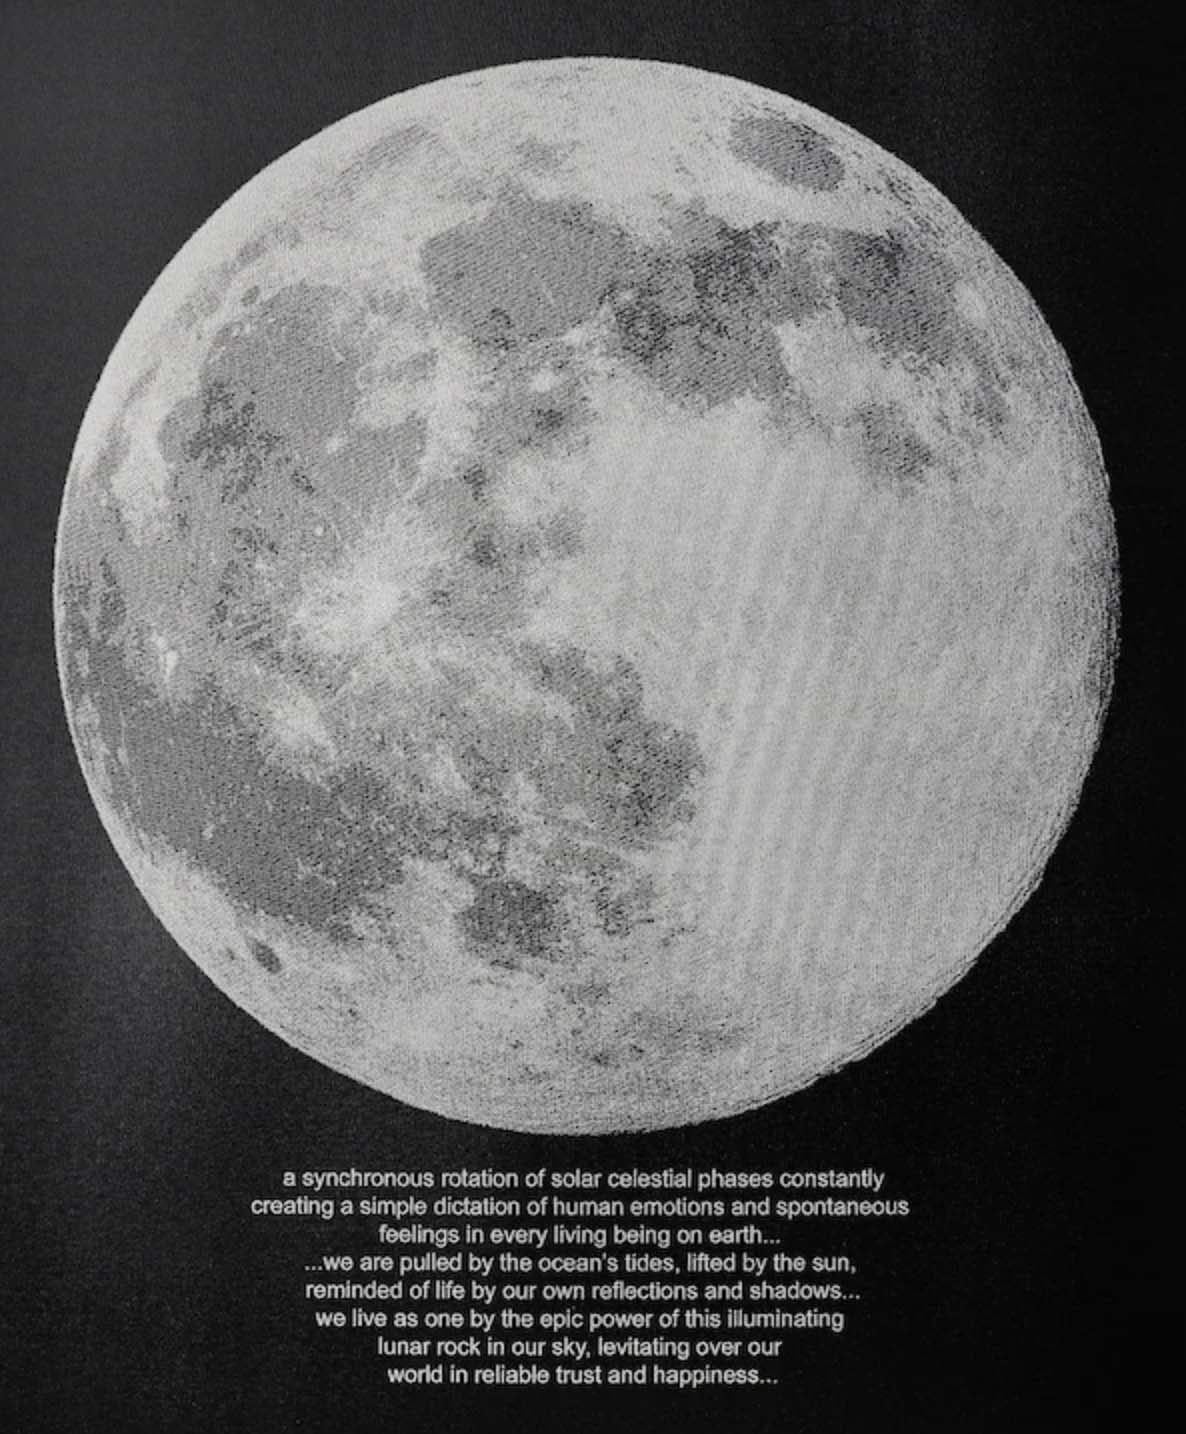 a synchronous rotation of solar celestial phases constantly
creating a simple dictation of human emotions and spontaneous
feelings in every living being on earth...
...we are pulled by the ocean's tides, lifted by the sun,
reminded of life by our own reflections and shadows...
we live as one by the epic power of this illuminating
lunar rock in our sky, levitating over our
world in reliable trust and happiness...